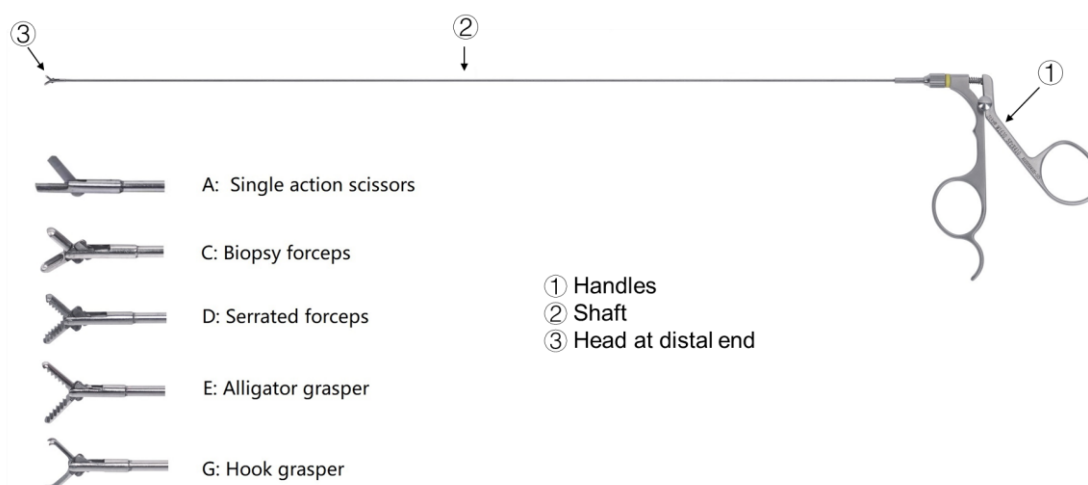 ③
②
①
A: Single action scissors
C: Biopsy forceps
D: Serrated forceps
E: Alligator grasper
G: Hook grasper
① Handles
② Shaft
③ Head at distal end